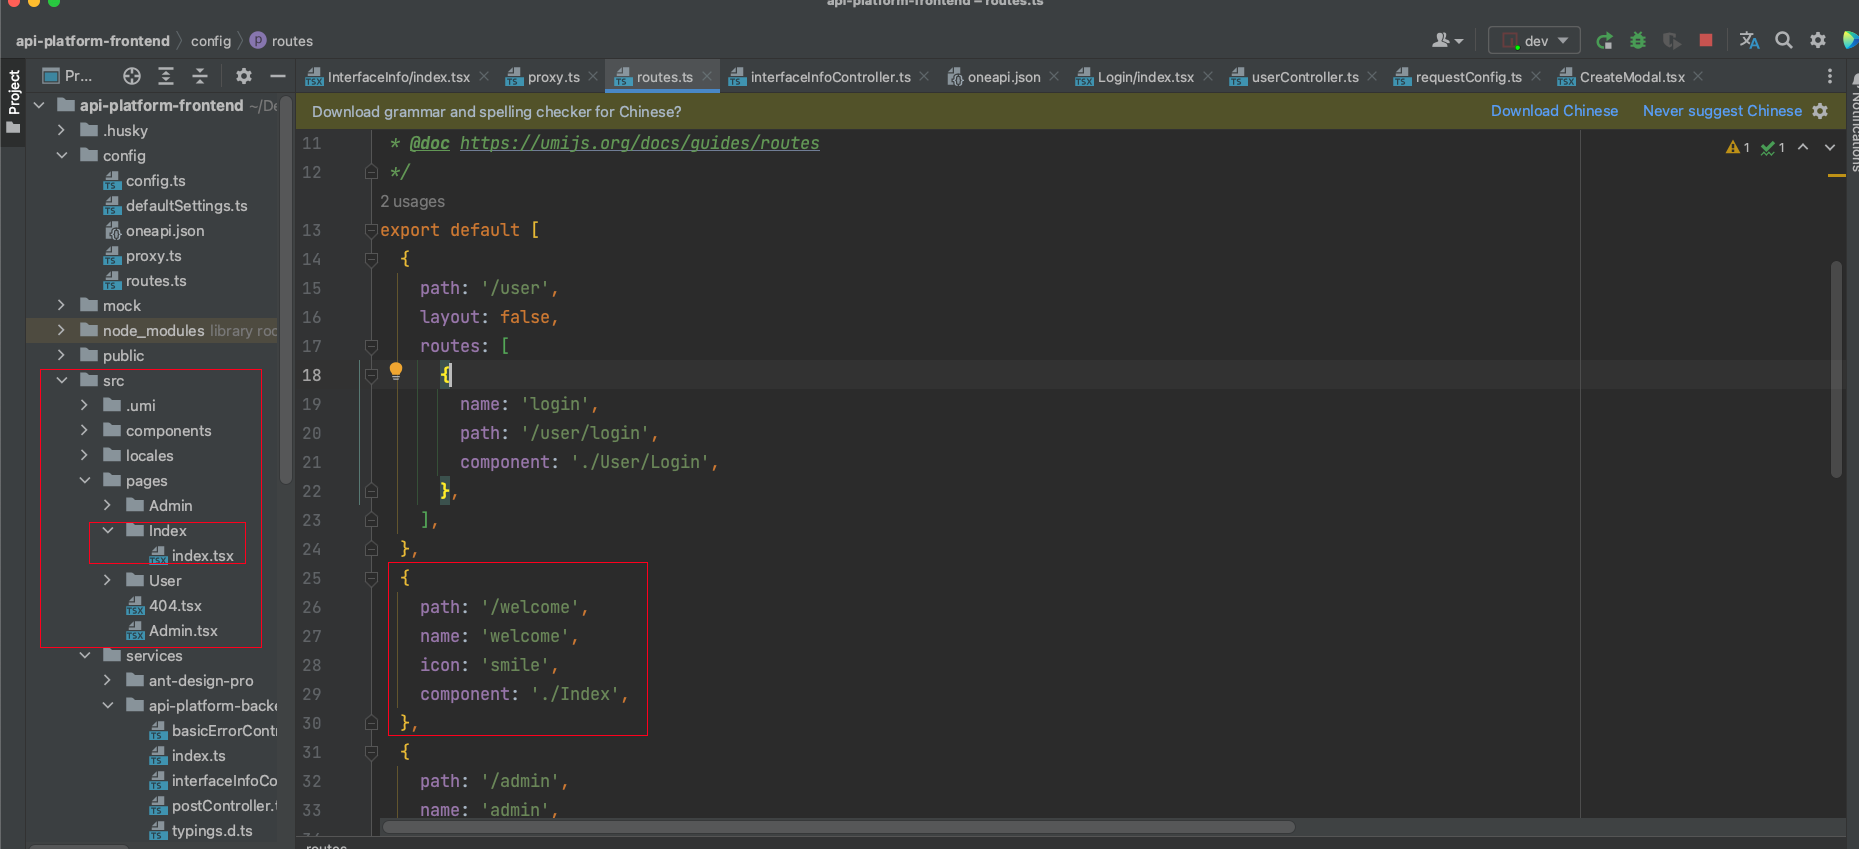 api-platform-frontend – routes.ts
api-platform-frontend config routes
dev
Project
Pr...
InterfaceInfo/index.tsx
proxy.ts
routes.ts
interfaceInfoController.ts
oneapi.json
Login/index.tsx
userController.ts
requestConfig.ts
CreateModal.tsx
Notifications
Download grammar and spelling checker for Chinese?
Download Chinese
Never suggest Chinese
api-platform-frontend ~/De
.husky
config
config.ts
defaultSettings.ts
oneapi.json
proxy.ts
routes.ts
mock
node_modules library roo
public
src
.umi
components
locales
pages
Admin
Index
index.tsx
User
404.tsx
Admin.tsx
services
ant-design-pro
api-platform-backe
basicErrorCont
index.ts
interfaceInfoCo
postController.t
typings.d.ts
1 1
11 * @doc https://umijs.org/docs/guides/routes
12 */
2 usages
13 export default [
14 {
15 path: '/user',
16 layout: false,
17 routes: [
18 {
19 name: 'login',
20 path: '/user/login',
21 component: './User/Login',
22 },
23 ],
24 },
25 {
26 path: '/welcome',
27 name: 'welcome',
28 icon: 'smile',
29 component: './Index',
30 },
31 {
32 path: '/admin',
33 name: 'admin',
routes